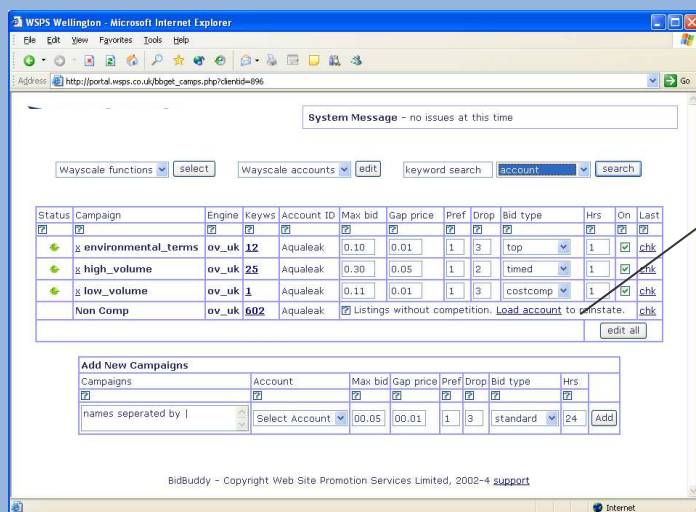 WSPS Wellington - Microsoft Internet Explorer
File Edit View Favorites Tools Help
Address http://portal.wsps.co.uk/bbget_camps.php?clientid=896 Go
System Message - no issues at this time
Wayscale functions select Wayscale accounts edit keyword search account search
Status Campaign Engine Keyws Account ID Max bid Gap price Pref Drop Bid type Hrs On Last
? ? ? ? ? ? ? ? ? ? ? ? ?
x environmental_terms ov_uk 12 Aqualeak 0.10 0.01 1 3 top 1 chk
x high_volume ov_uk 25 Aqualeak 0.30 0.05 1 2 timed 1 chk
x low_volume ov_uk 1 Aqualeak 0.11 0.01 1 3 costcomp 1 chk
Non Comp ov_uk 602 Aqualeak ? Listings without competition. Load account to reinstate. chk
edit all
Add New Campaigns
Campaigns Account Max bid Gap price Pref Drop Bid type Hrs
? ? ? ? ? ? ? ?
names seperated by | Select Account 00.05 00.01 1 3 standard 24 Add
BidBuddy - Copyright Web Site Promotion Services Limited, 2002-4 support
Internet